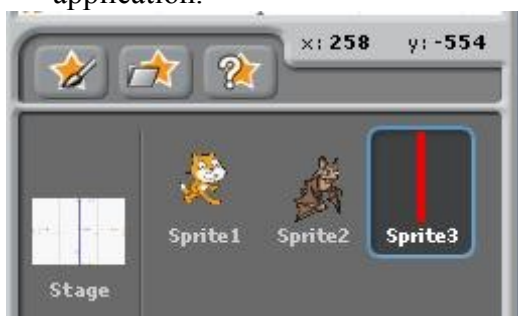 application.
x: 258 y: -554
Sprite1 Sprite2 Sprite3
Stage